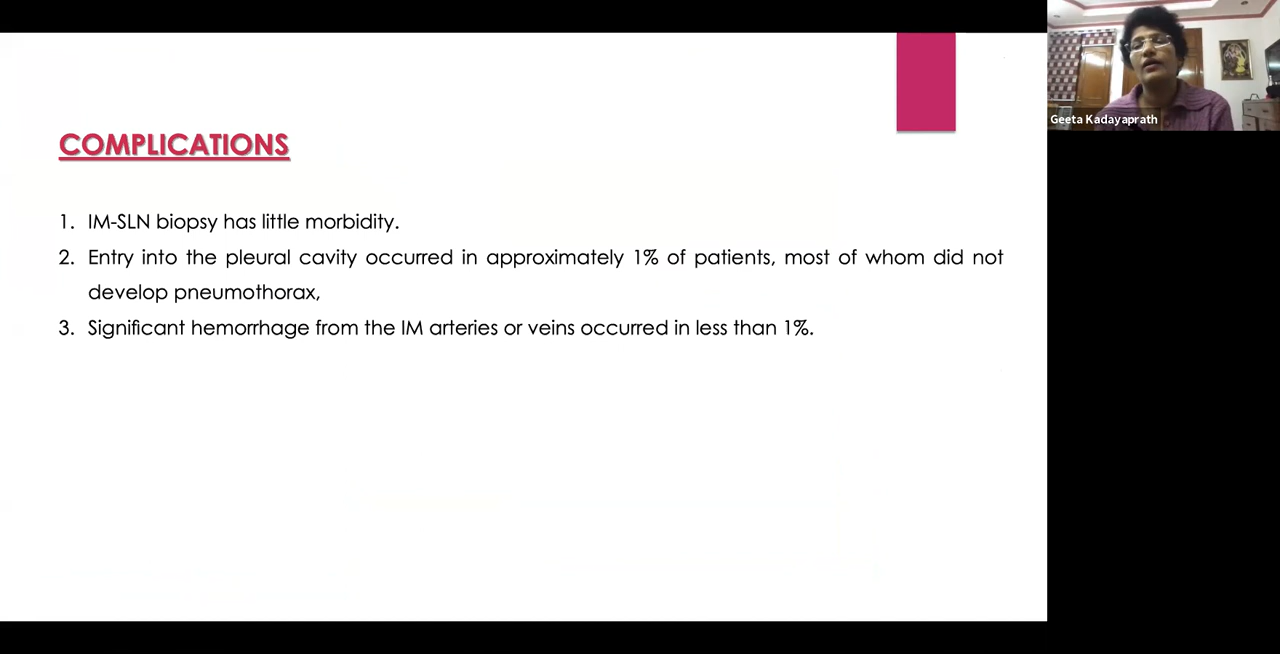 COMPLICATIONS
1. IM-SLN biopsy has little morbidity.
2. Entry into the pleural cavity occurred in approximately 1% of patients, most of whom did not
develop pneumothorax,
3. Significant hemorrhage from the IM arteries or veins occurred in less than 1%.
Geeta Kadayaprath